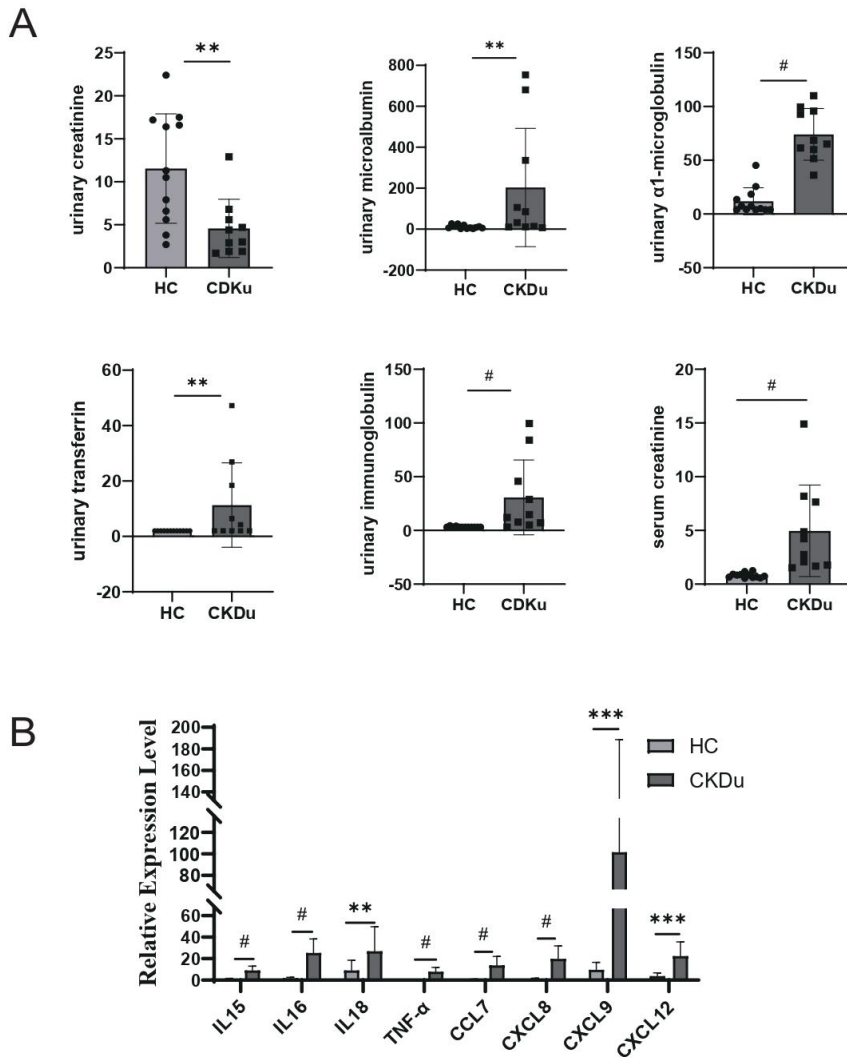 A
urinary creatinine
25
20
15
10
5
0
**
HC
CDKu
urinary microalbumin
800
600
400
200
0
-200
**
HC
CKDu
urinary α1-microglobulin
150
100
50
0
-50
#
HC
CKDu
urinary transferrin
60
40
20
0
-20
**
HC
CKDu
urinary immunoglobulin
150
100
50
0
-50
#
HC
CDKu
serum creatinine
20
15
10
5
0
#
HC
CKDu
B
Relative Expression Level
200
180
160
140
120
100
80
60
40
20
0
#
#
**
#
#
#
***
***
HC
CKDu
IL15
IL16
IL18
TNF-α
CCL7
CXCL8
CXCL9
CXCL12